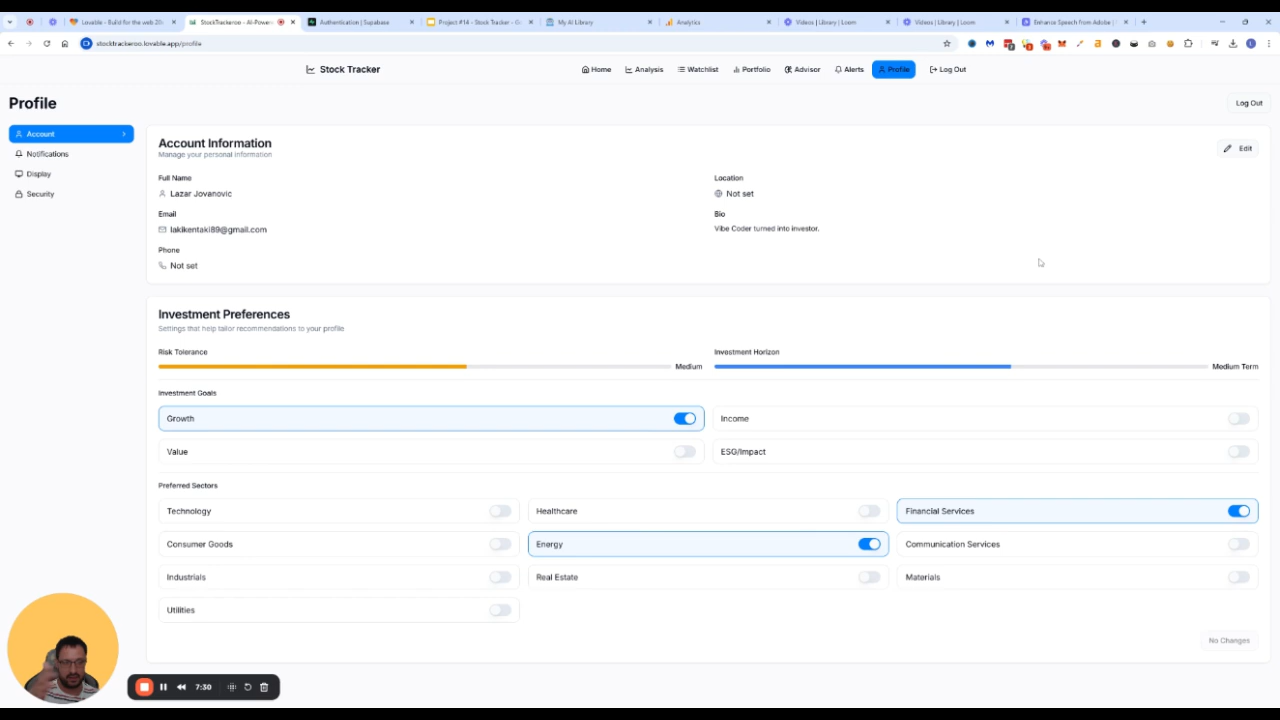 Lovable - Build for the web 20x
StockTrackeroo - AI-Power
Authentication | Supabase
Project #14 - Stock Tracker - G
My AI Library
Analytics
Videos | Library | Loom
Videos | Library | Loom
Enhance Speech from Adobe |
stocktrackeroo.lovable.app/profile
Stock Tracker
Home
Analysis
Watchlist
Portfolio
Advisor
Alerts
Profile
Log Out
Profile
Log Out
Account
Notifications
Display
Security
Account Information
Manage your personal information
Edit
Full Name
Lazar Jovanovic
Location
Not set
Email
lakikentaki89@gmail.com
Bio
Vibe Coder turned into investor.
Phone
Not set
Investment Preferences
Settings that help tailor recommendations to your profile
Risk Tolerance
Medium
Investment Horizon
Medium Term
Investment Goals
Growth
Income
Value
ESG/Impact
Preferred Sectors
Technology
Healthcare
Financial Services
Consumer Goods
Energy
Communication Services
Industrials
Real Estate
Materials
Utilities
No Changes
7:30